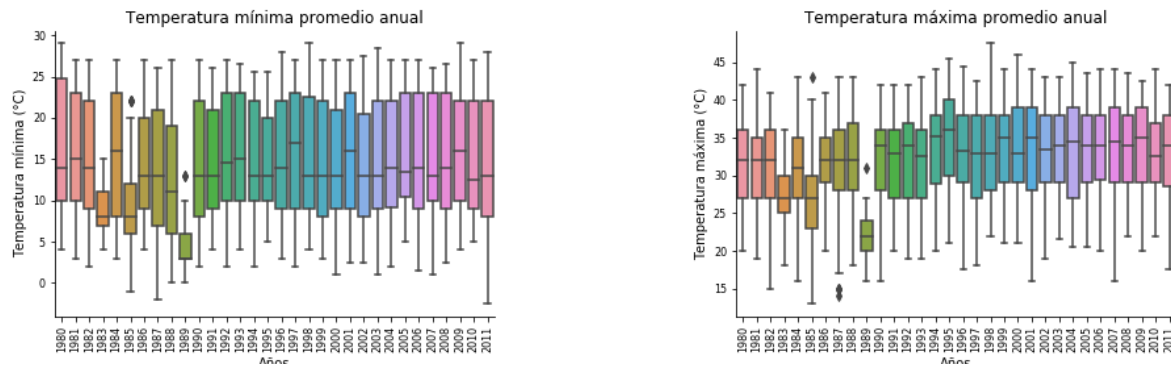 Temperatura mínima promedio anual
Temperatura mínima (°C)
30
25
20
15
10
5
0
1980 1981 1982 1983 1984 1985 1986 1987 1988 1989 1990 1991 1992 1993 1994 1995 1996 1997 1998 1999 2000 2001 2002 2003 2004 2005 2006 2007 2008 2009 2010 2011
Años
Temperatura máxima promedio anual
Temperatura máxima (°C)
45
40
35
30
25
20
15
1980 1981 1982 1983 1984 1985 1986 1987 1988 1989 1990 1991 1992 1993 1994 1995 1996 1997 1998 1999 2000 2001 2002 2003 2004 2005 2006 2007 2008 2009 2010 2011
Años